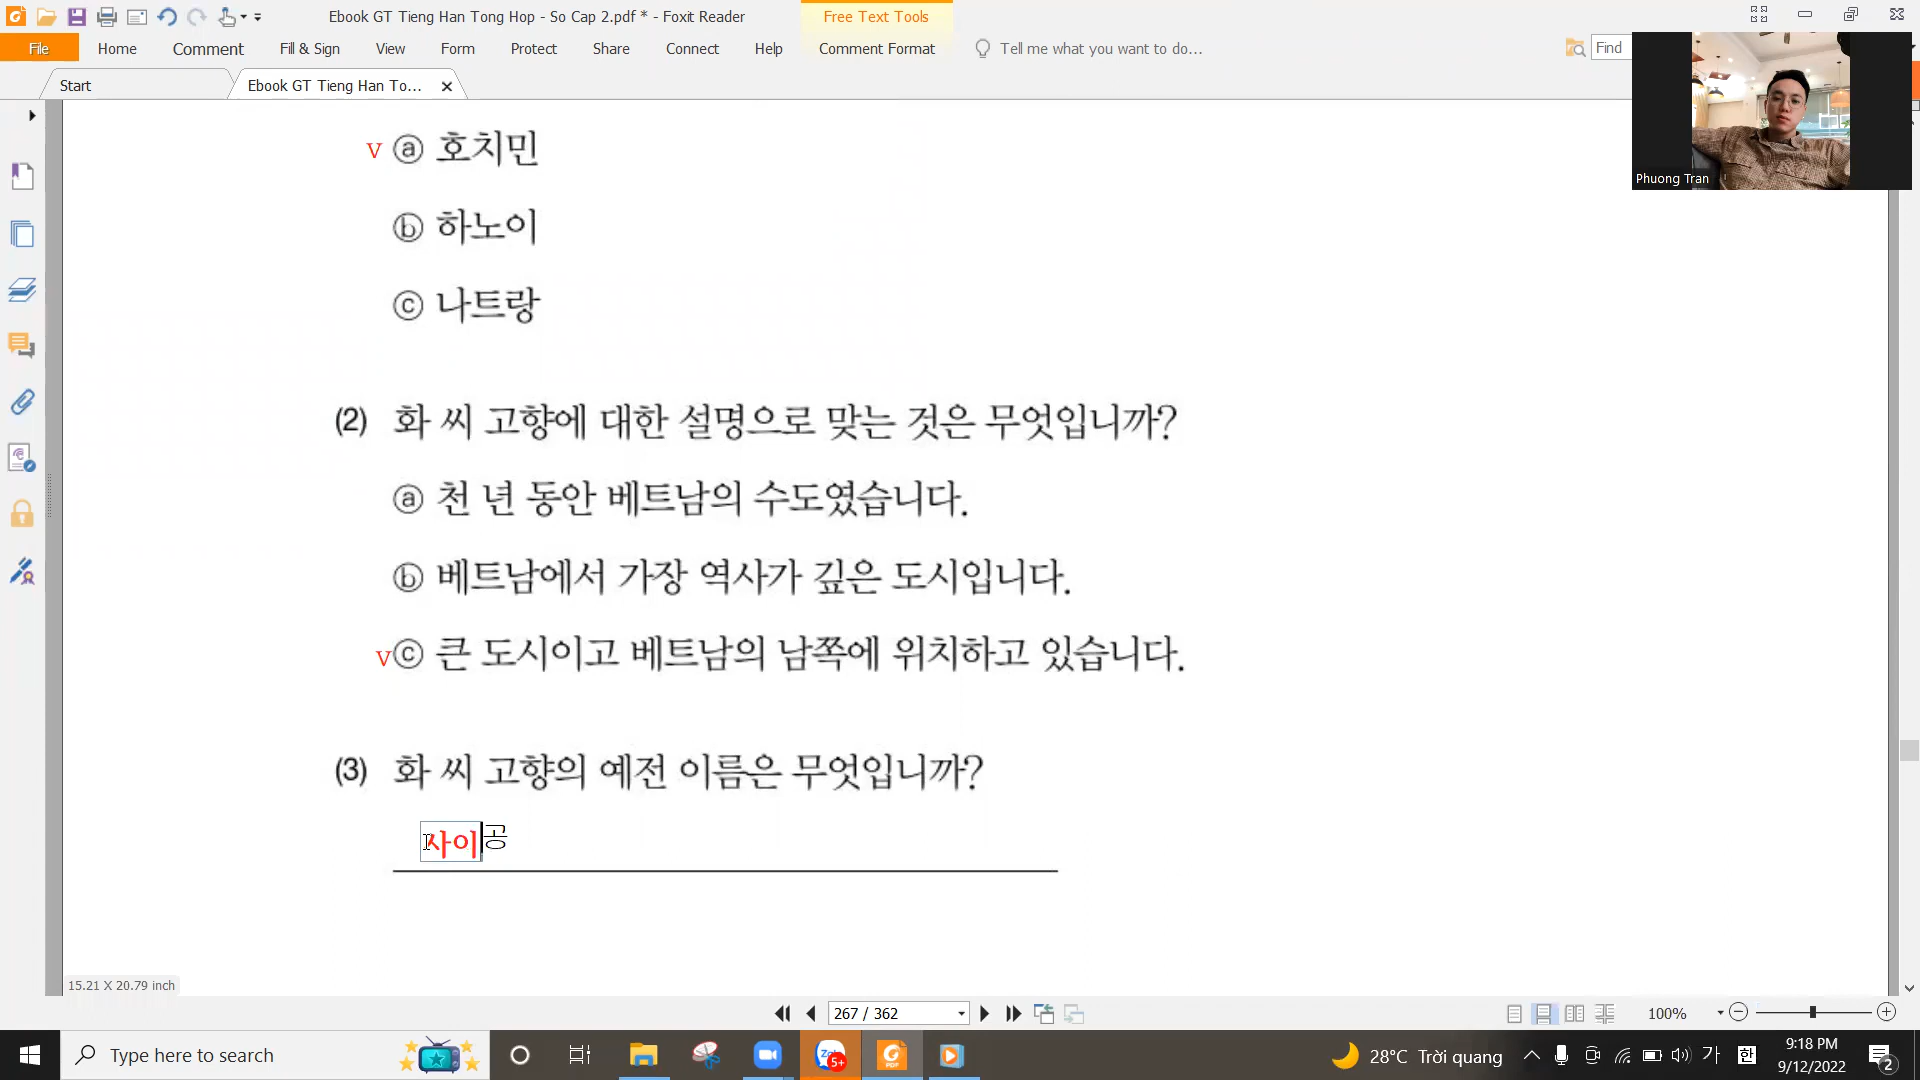 Ebook GT Tieng Han Tong Hop - So Cap 2.pdf * - Foxit Reader
Free Text Tools
File Home Comment Fill & Sign View Form Protect Share Connect Help Comment Format Tell me what you want to do... Find
Start Ebook GT Tieng Han To...
Phuong Tran
V ⓐ 호치민
ⓑ 하노이
ⓒ 나트랑
(2) 화 씨 고향에 대한 설명으로 맞는 것은 무엇입니까?
ⓐ 천 년 동안 베트남의 수도였습니다.
ⓑ 베트남에서 가장 역사가 깊은 도시입니다.
V ⓒ 큰 도시이고 베트남의 남쪽에 위치하고 있습니다.
(3) 화 씨 고향의 예전 이름은 무엇입니까?
사이공
15.21 X 20.79 inch
267 / 362
100%
Type here to search
Zalo
5+
PDF
28°C Trời quang
가
한
9:18 PM
9/12/2022
2